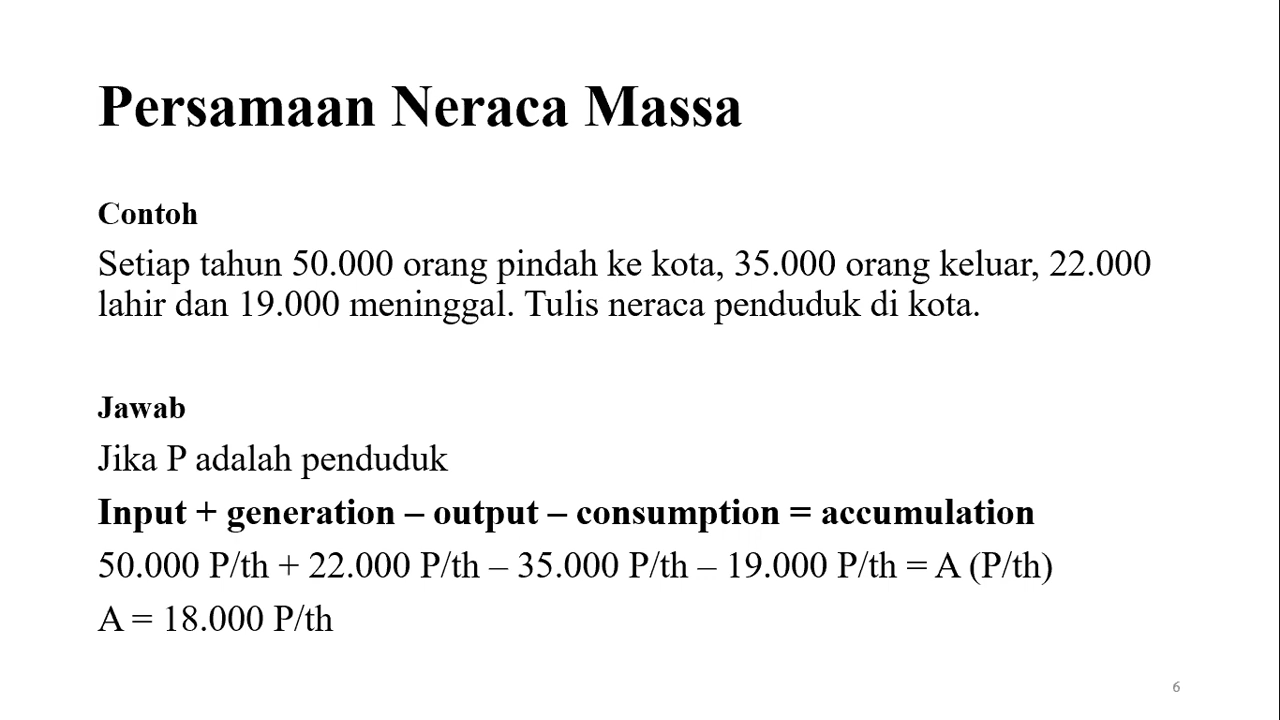 Persamaan Neraca Massa
Contoh
Setiap tahun 50.000 orang pindah ke kota, 35.000 orang keluar, 22.000
lahir dan 19.000 meninggal. Tulis neraca penduduk di kota.
Jawab
Jika P adalah penduduk
Input + generation – output – consumption = accumulation
50.000 P/th + 22.000 P/th – 35.000 P/th – 19.000 P/th = A (P/th)
A = 18.000 P/th
6